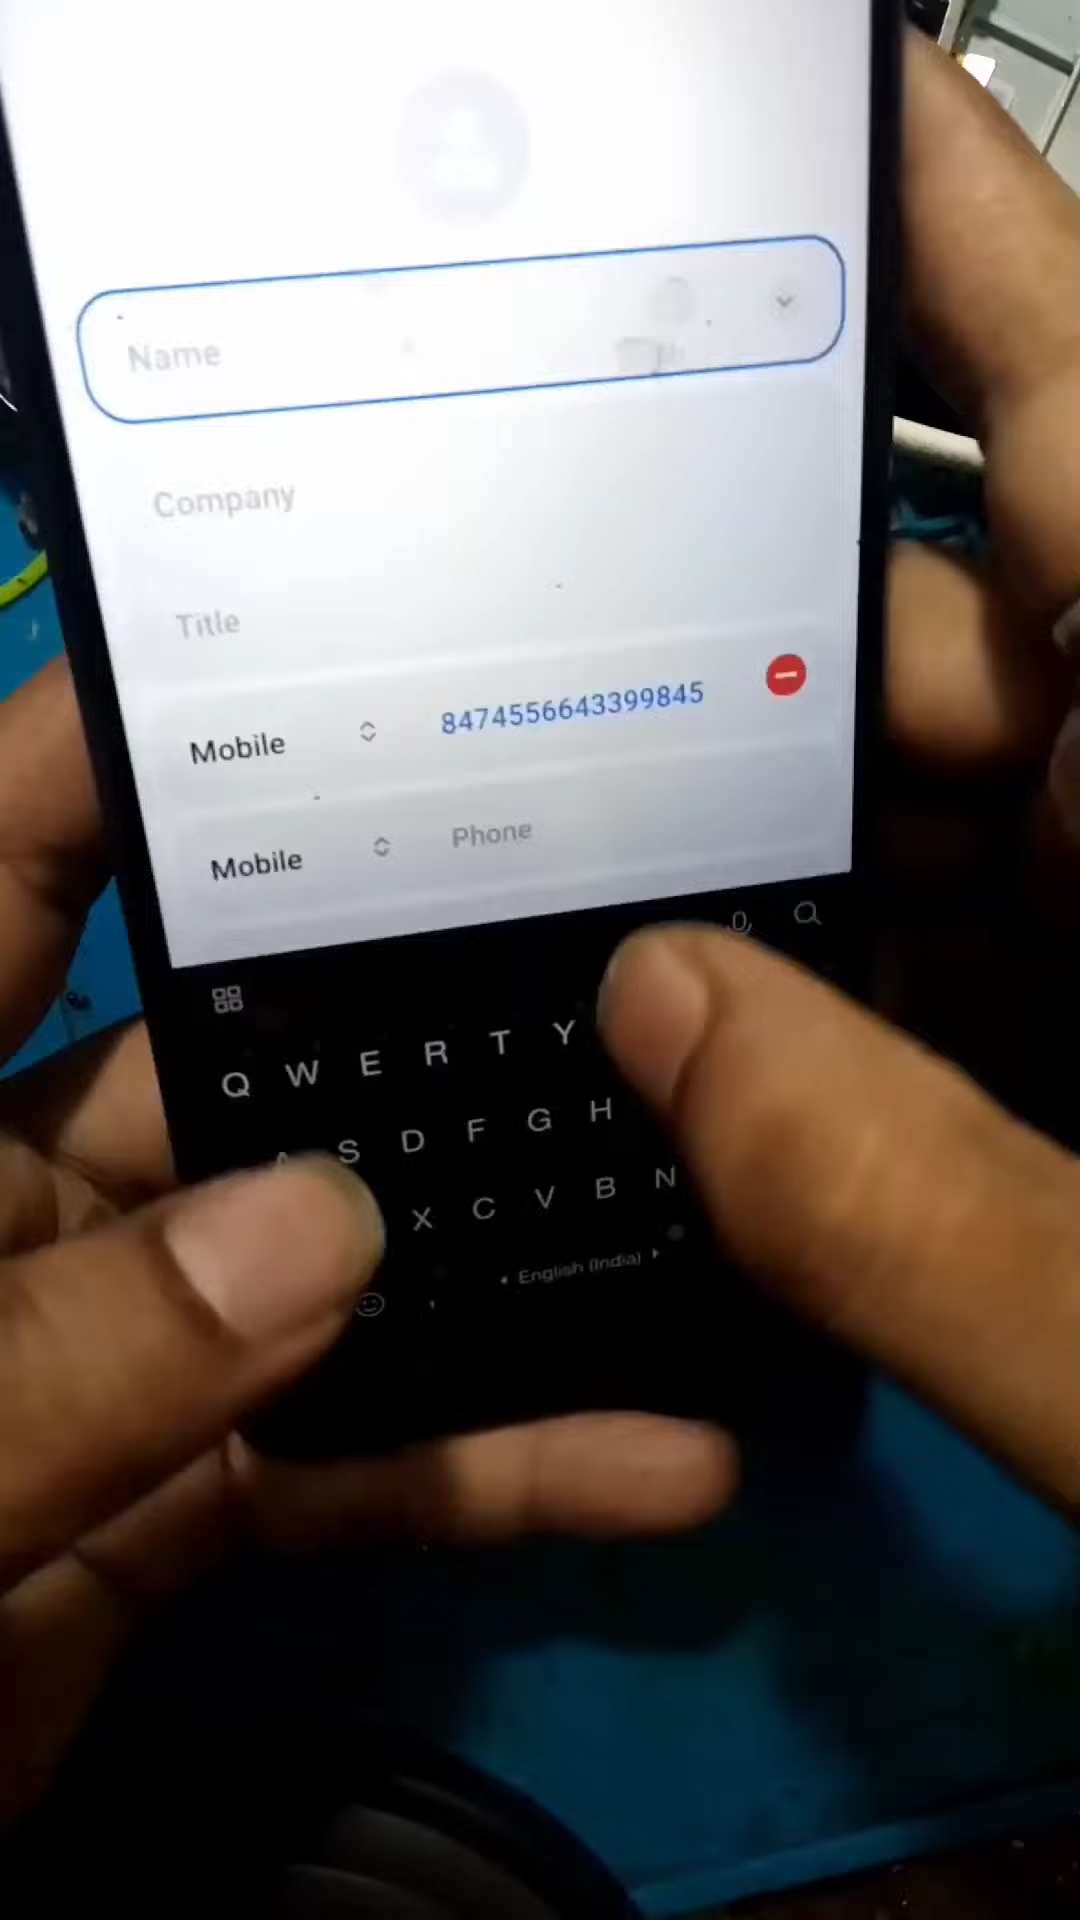 Name
Company
Title
Mobile 8474556643399845
Mobile Phone
Q W E R T Y
A S D F G H
X C V B N
, English (India)